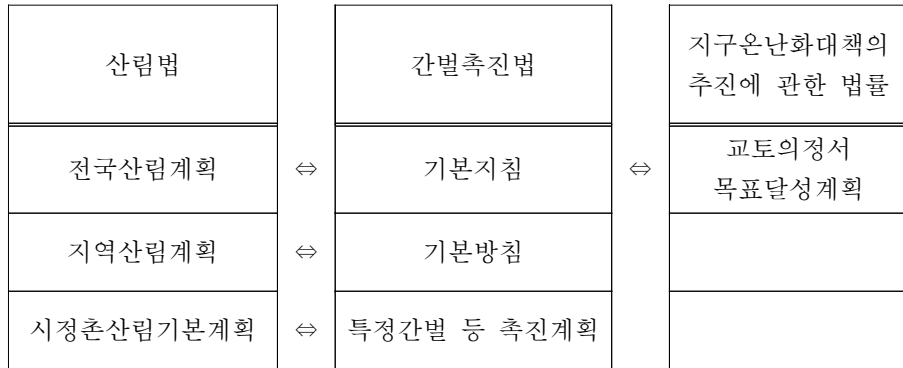 산림법 간벌촉진법 지구온난화대책의
추진에 관한 법률
전국산림계획 ⇔ 기본지침 ⇔ 교토의정서
목표달성계획
지역산림계획 ⇔ 기본방침
시정촌산림기본계획 ⇔ 특정간벌 등 촉진계획